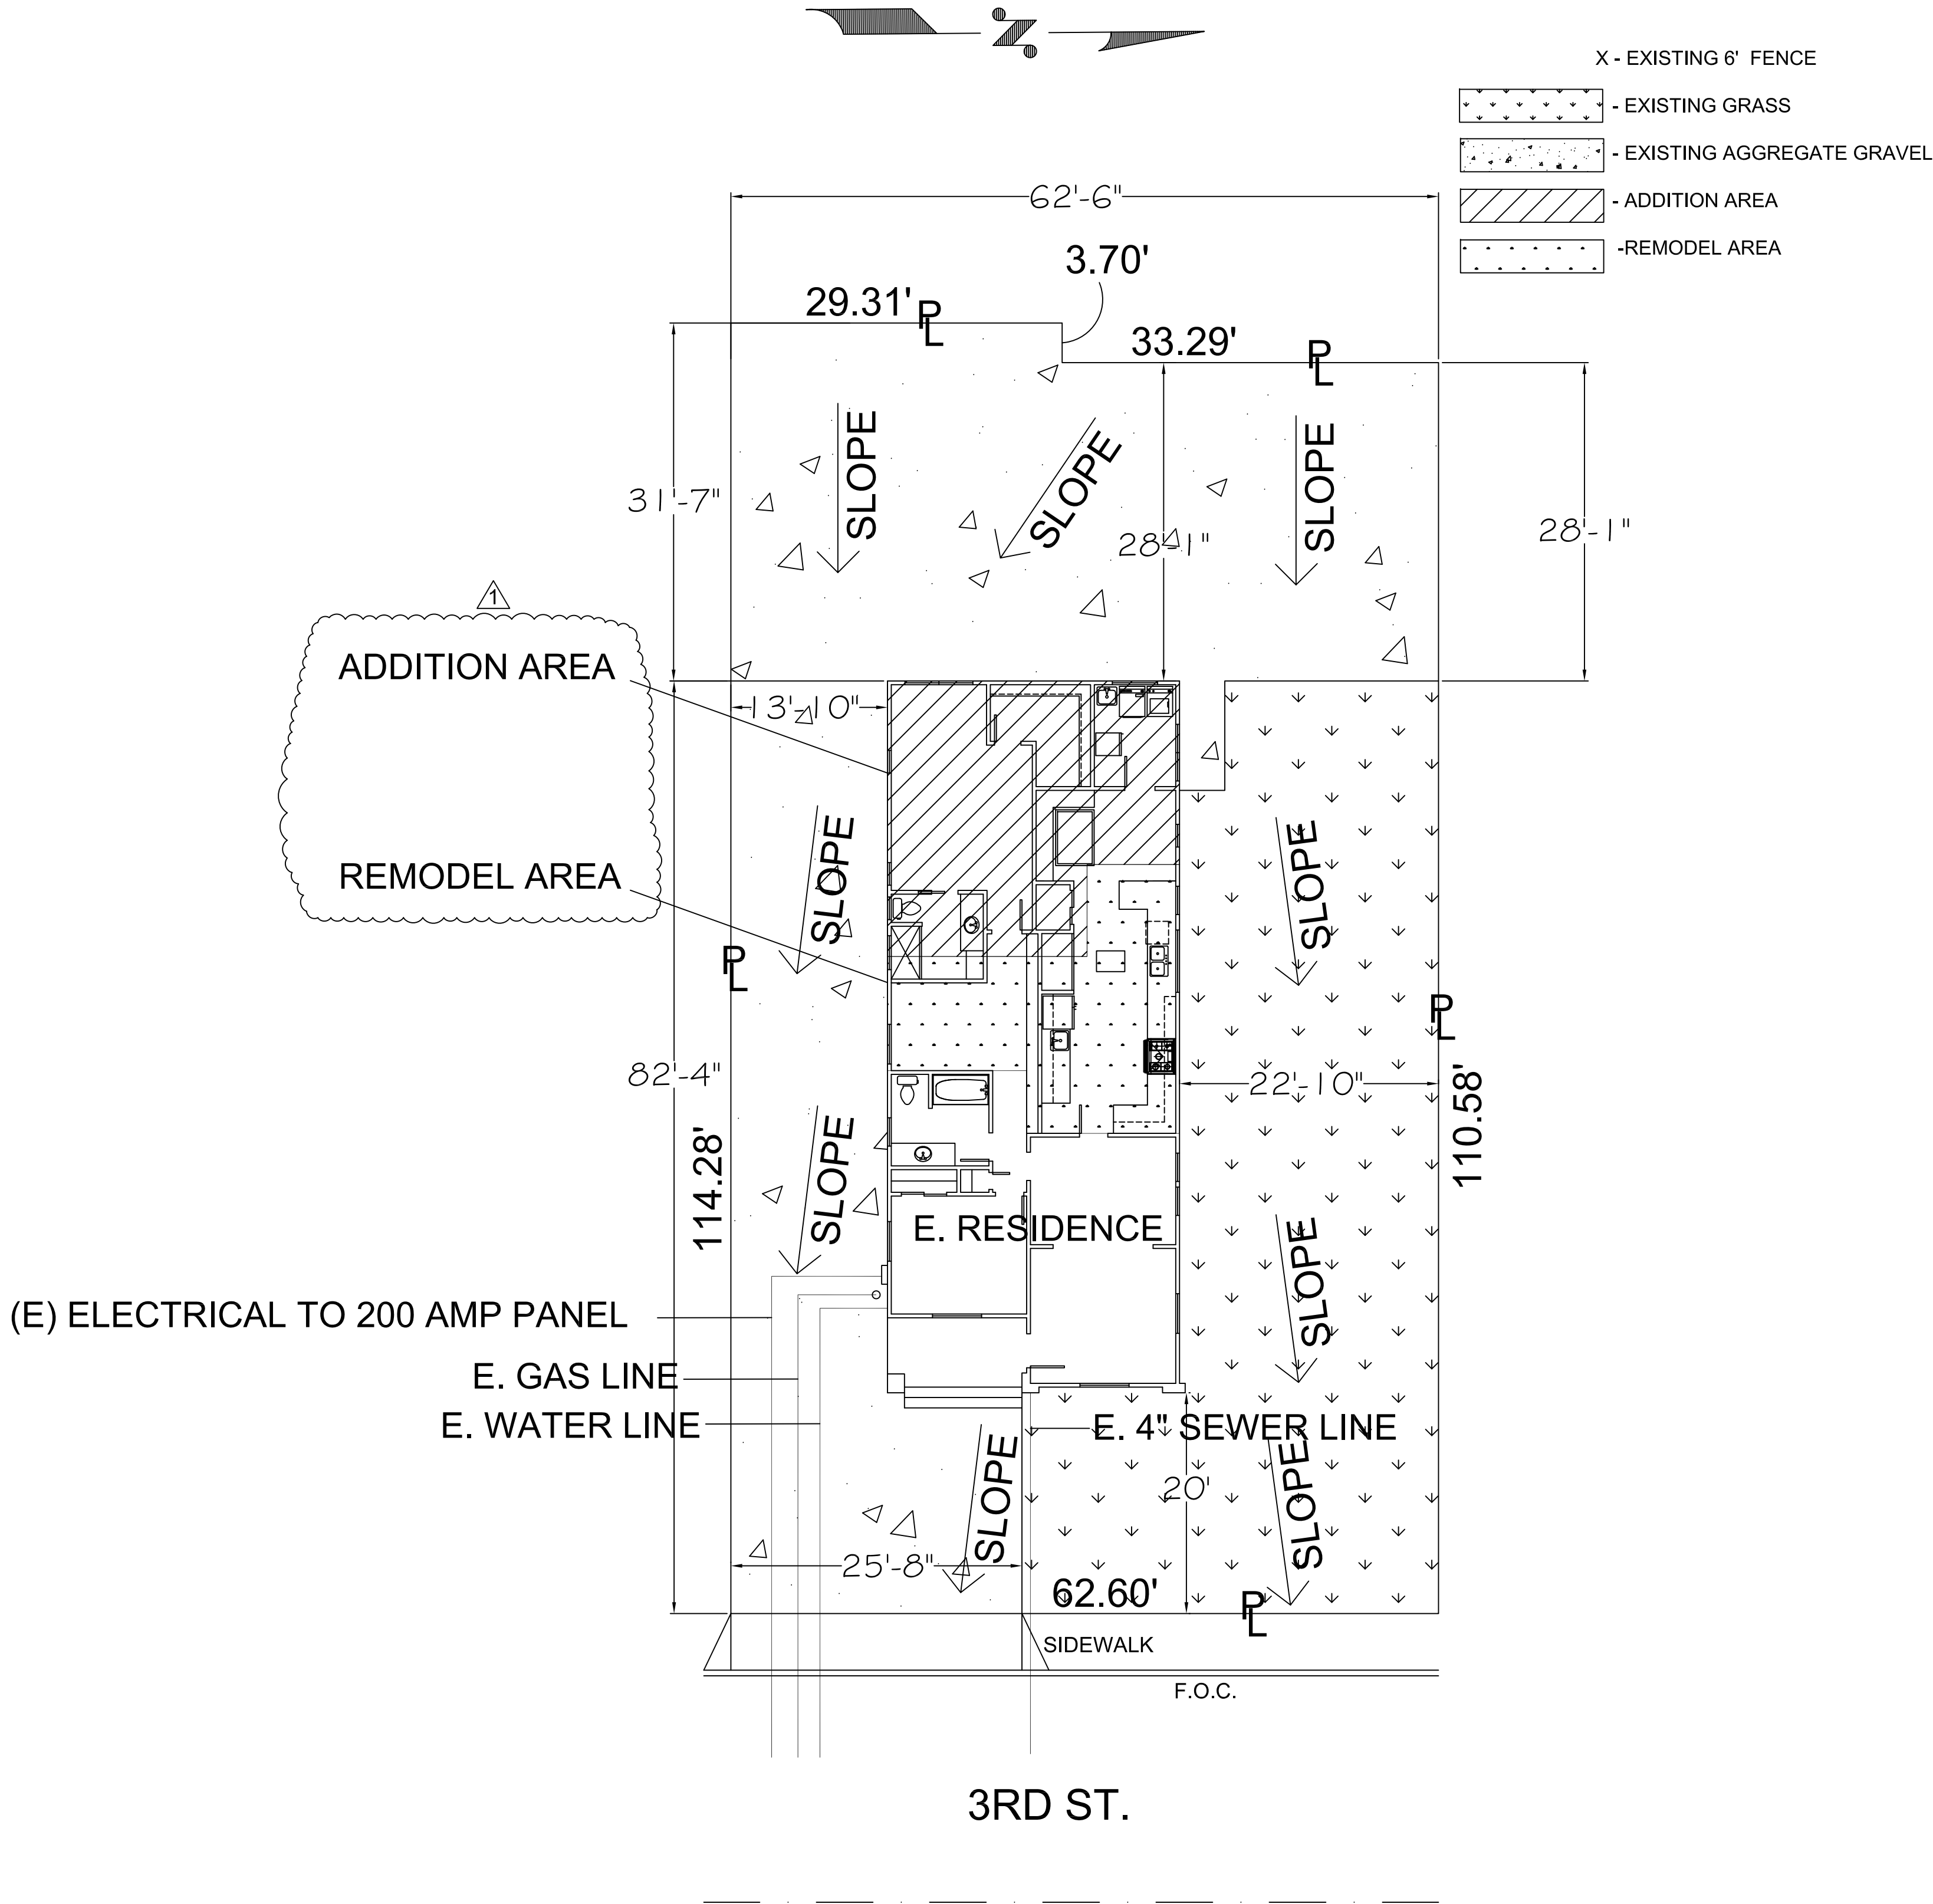 Z
X - EXISTING 6' FENCE
- EXISTING GRASS
- EXISTING AGGREGATE GRAVEL
- ADDITION AREA
-REMODEL AREA
62'-6"
3.70'
29.31'
PL
33.29'
PL
SLOPE
SLOPE
SLOPE
31'-7"
28'-1"
28'-1"
1
ADDITION AREA
13'-10"
REMODEL AREA
SLOPE
SLOPE
PL
PL
82'-4"
22'-10"
114.28'
110.58'
SLOPE
E. RESIDENCE
SLOPE
(E) ELECTRICAL TO 200 AMP PANEL
E. GAS LINE
E. WATER LINE
E. 4" SEWER LINE
SLOPE
SLOPE
20'
25'-8"
62.60'
PL
SIDEWALK
F.O.C.
3RD ST.